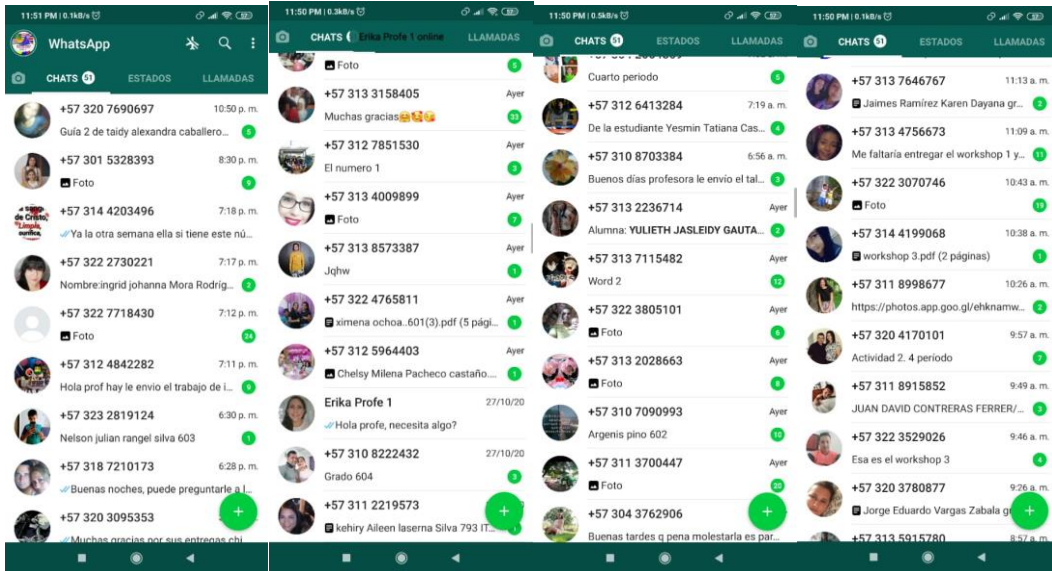 11:51 PM | 0.1kB/s
WhatsApp
CHATS 51 ESTADOS LLAMADAS
+57 320 7690697 10:50 p. m.
Guía 2 de taidy alexandra caballero... 5
+57 301 5328393 8:30 p. m.
Foto 9
+57 314 4203496 7:18 p. m.
Ya la otra semana ella si tiene este nú...
+57 322 2730221 7:17 p. m.
Nombre:ingrid johanna Mora Rodríg... 2
+57 322 7718430 7:12 p. m.
Foto 24
+57 312 4842282 7:11 p. m.
Hola prof hay le envio el trabajo de i... 9
+57 323 2819124 6:30 p. m.
Nelson julian rangel silva 603 1
+57 318 7210173 6:28 p. m.
Buenas noches, puede preguntarle a l...
+57 320 3095353
Muchas gracias por sus entregas chi
11:50 PM | 0.3kB/s
CHATS Erika Profe 1 online LLAMADAS
Foto 5
+57 313 3158405 Ayer
Muchas gracias🤗🥰😘 33
+57 312 7851530 Ayer
El numero 1 3
+57 313 4009899 Ayer
Foto 7
+57 313 8573387 Ayer
Jqhw 1
+57 322 4765811 Ayer
ximena ochoa..601(3).pdf (5 pági... 1
+57 312 5964403 Ayer
Chelsy Milena Pacheco castaño.... 1
Erika Profe 1 27/10/20
Hola profe, necesita algo?
+57 310 8222432 27/10/20
Grado 604 3
+57 311 2219573
kehiry Aileen laserna Silva 793 IT...
11:50 PM | 0.5kB/s
CHATS 51 ESTADOS LLAMADAS
Cuarto periodo 5
+57 312 6413284 7:19 a. m.
De la estudiante Yesmin Tatiana Cas... 4
+57 310 8703384 6:56 a. m.
Buenos días profesora le envío el tal... 3
+57 313 2236714 Ayer
Alumna: YULIETH JASLEIDY GAUTA... 2
+57 313 7115482 Ayer
Word 2 12
+57 322 3805101 Ayer
Foto 6
+57 313 2028663 Ayer
Foto 8
+57 310 7090993 Ayer
Argenis pino 602 10
+57 311 3700447 Ayer
Foto 20
+57 304 3762906
Buenas tardes q pena molestarla es par...
11:50 PM | 0.1kB/s
CHATS 51 ESTADOS LLAMADAS
+57 313 7646767 11:13 a. m.
Jaimes Ramírez Karen Dayana gr... 2
+57 313 4756673 11:09 a. m.
Me faltaría entregar el workshop 1 y... 11
+57 322 3070746 10:43 a. m.
Foto 19
+57 314 4199068 10:38 a. m.
workshop 3.pdf (2 páginas) 1
+57 311 8998677 10:26 a. m.
https://photos.app.goo.gl/ehknamw... 2
+57 320 4170101 9:57 a. m.
Actividad 2. 4 período 7
+57 311 8915852 9:49 a. m.
JUAN DAVID CONTRERAS FERRER/... 3
+57 322 3529026 9:46 a. m.
Esa es el workshop 3 4
+57 320 3780877 9:26 a. m.
Jorge Eduardo Vargas Zabala gr
+57 313 5915780 8:57 a. m.